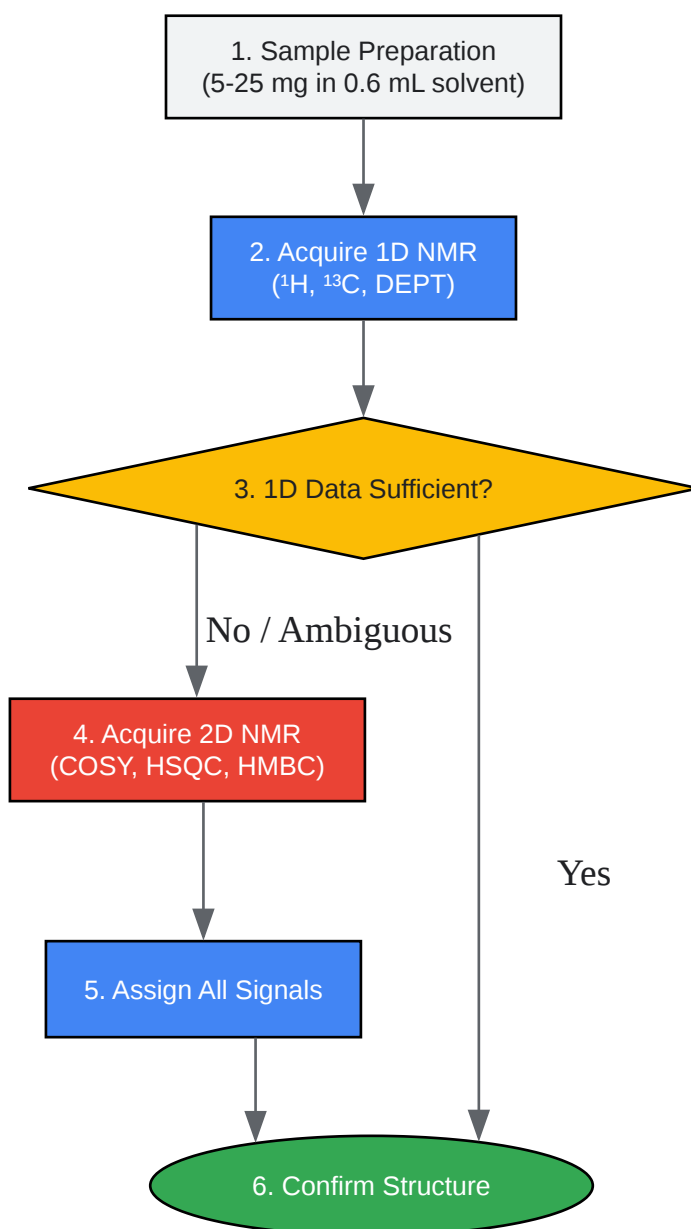 1. Sample Preparation
(5-25 mg in 0.6 mL solvent)
2. Acquire 1D NMR
(¹H, ¹³C, DEPT)
3. 1D Data Sufficient?
No / Ambiguous
4. Acquire 2D NMR
(COSY, HSQC, HMBC)
Yes
5. Assign All Signals
6. Confirm Structure